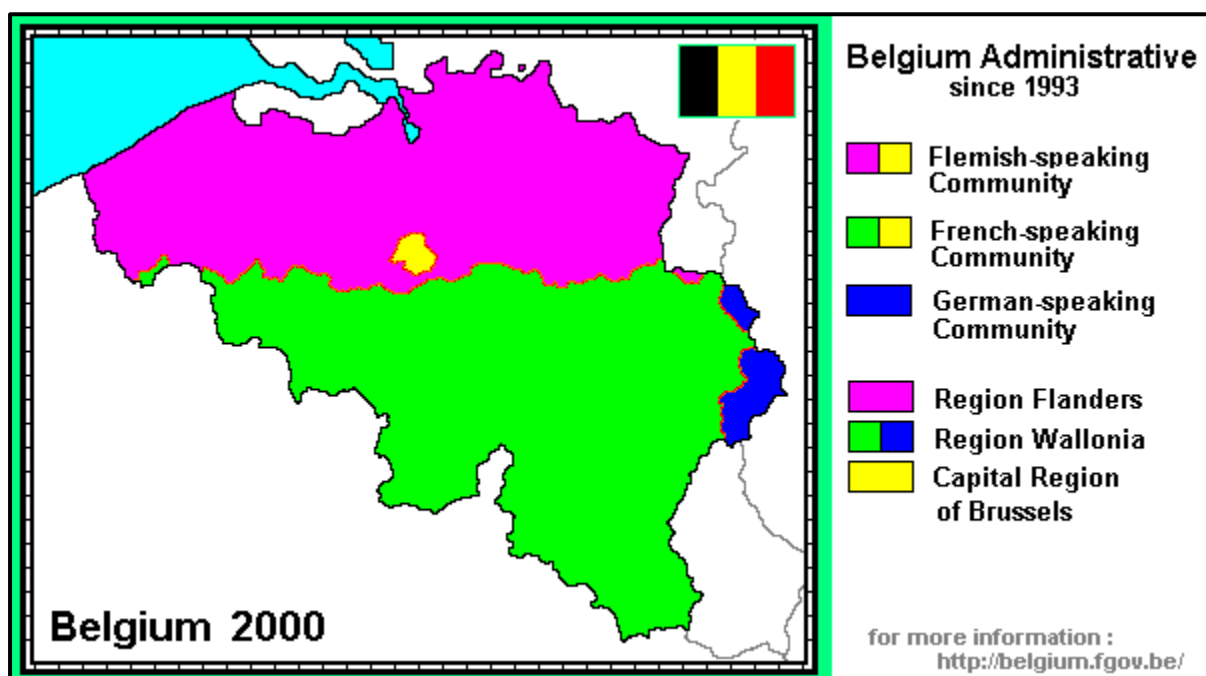 Belgium Administrative
since 1993
Flemish-speaking
Community
French-speaking
Community
German-speaking
Community
Region Flanders
Region Wallonia
Capital Region
of Brussels
Belgium 2000
for more information :
http://belgium.fgov.be/